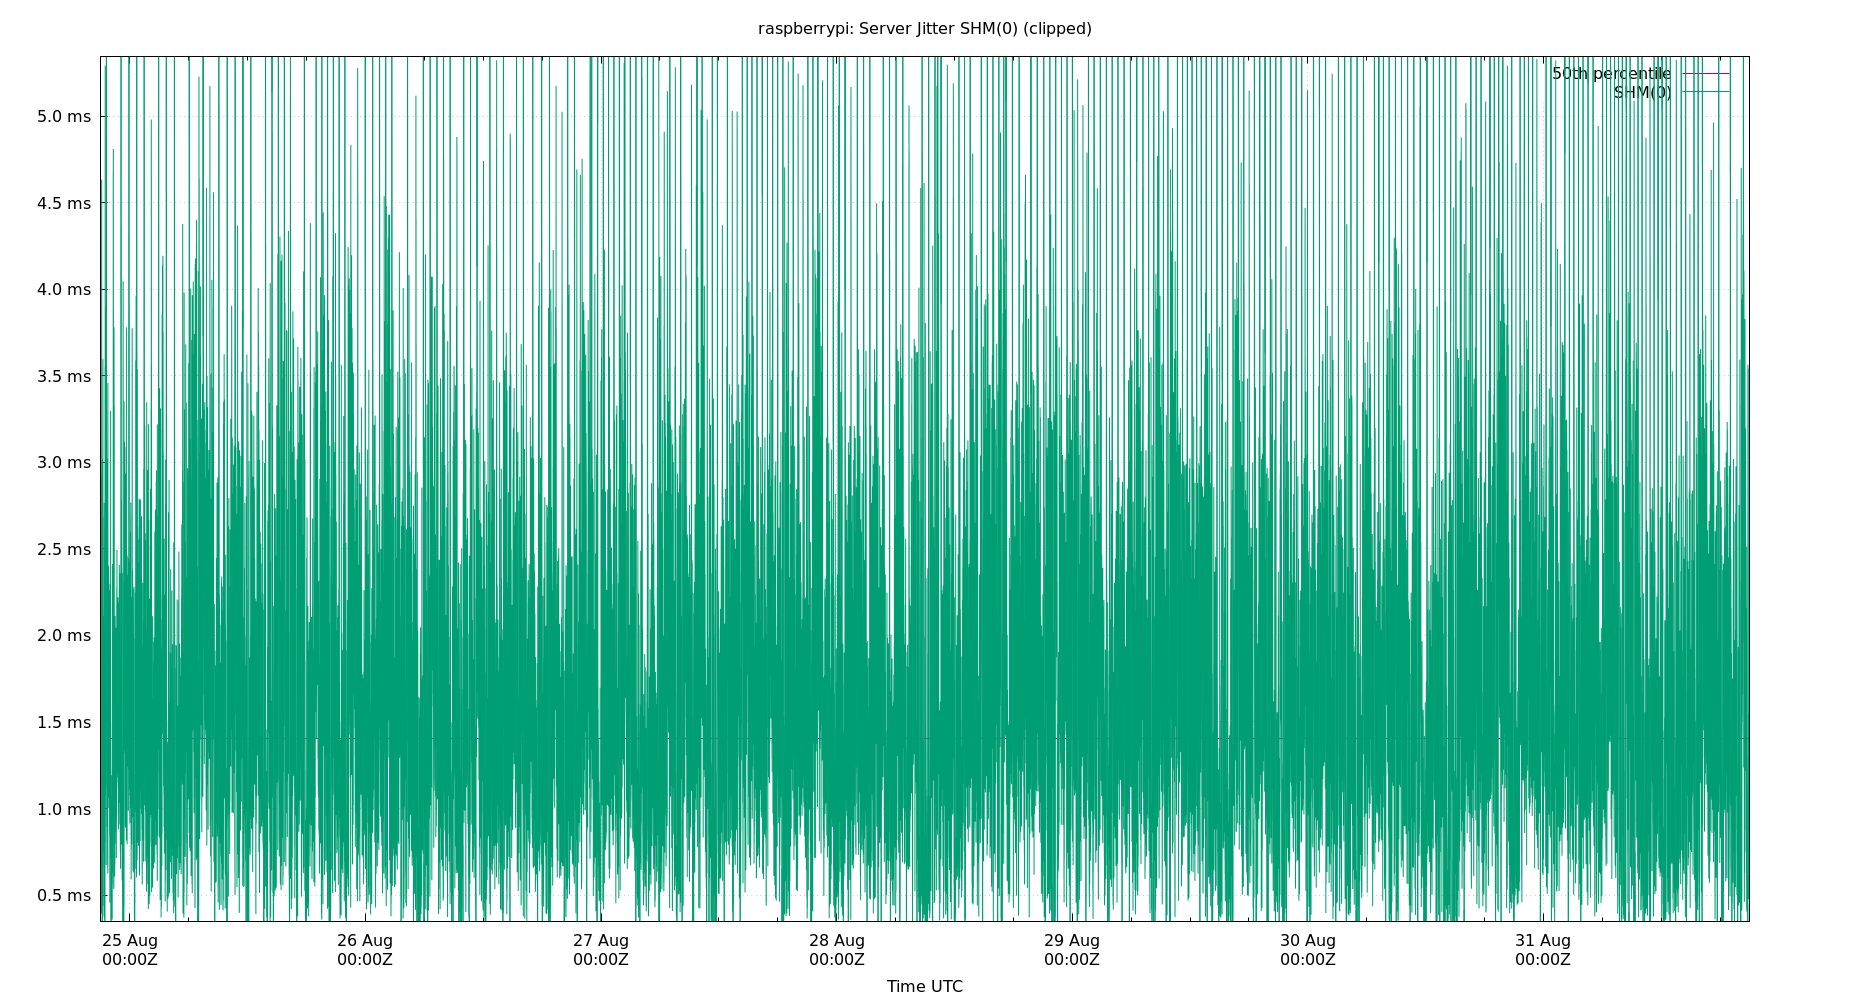 raspberrypi: Server Jitter SHM(0) (clipped)
50th percentile
SHM(0)
5.0 ms
4.5 ms
4.0 ms
3.5 ms
3.0 ms
2.5 ms
2.0 ms
1.5 ms
1.0 ms
0.5 ms
25 Aug 26 Aug 27 Aug 28 Aug 29 Aug 30 Aug 31 Aug
00:00Z 00:00Z 00:00Z 00:00Z 00:00Z 00:00Z 00:00Z
Time UTC